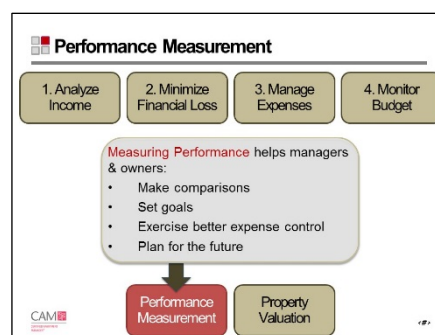 Performance Measurement
1. Analyze
Income
2. Minimize
Financial Loss
3. Manage
Expenses
4. Monitor
Budget
Measuring Performance helps managers
& owners:
• Make comparisons
• Set goals
• Exercise better expense control
• Plan for the future
Performance
Measurement
Property
Valuation
CAM